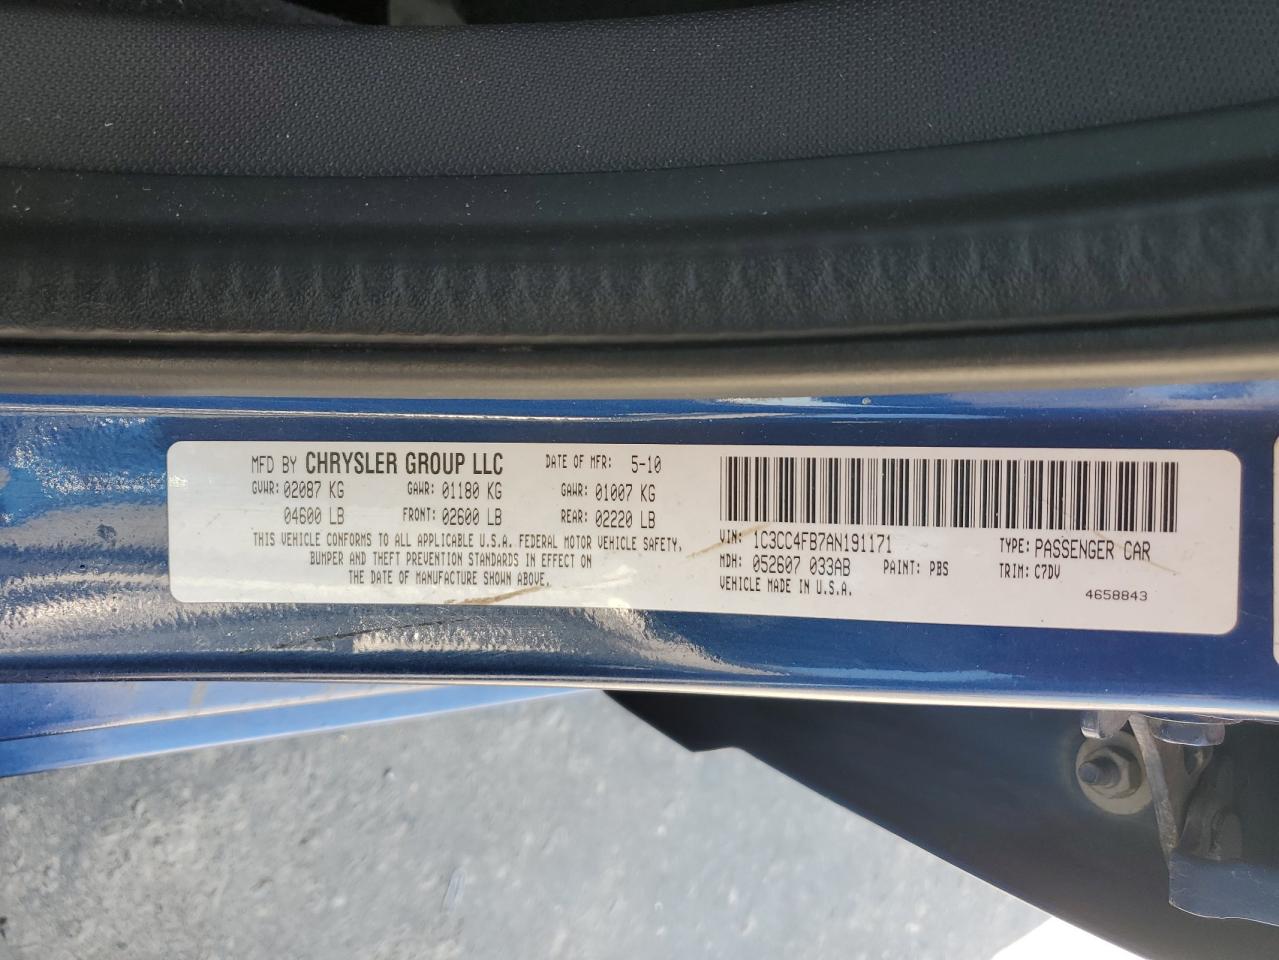 MFD BY CHRYSLER GROUP LLC DATE OF MFR: 5-10
GVWR: 02087 KG GAWR: 01180 KG GAWR: 01007 KG
04600 LB FRONT: 02600 LB REAR: 02220 LB
THIS VEHICLE CONFORMS TO ALL APPLICABLE U.S.A. FEDERAL MOTOR VEHICLE SAFETY,
BUMPER AND THEFT PREVENTION STANDARDS IN EFFECT ON
THE DATE OF MANUFACTURE SHOWN ABOVE.
VIN: 1C3CC4FB7AN191171 TYPE: PASSENGER CAR
MDH: 052607 033AB PAINT: PBS TRIM: C7DV
VEHICLE MADE IN U.S.A.
4658843